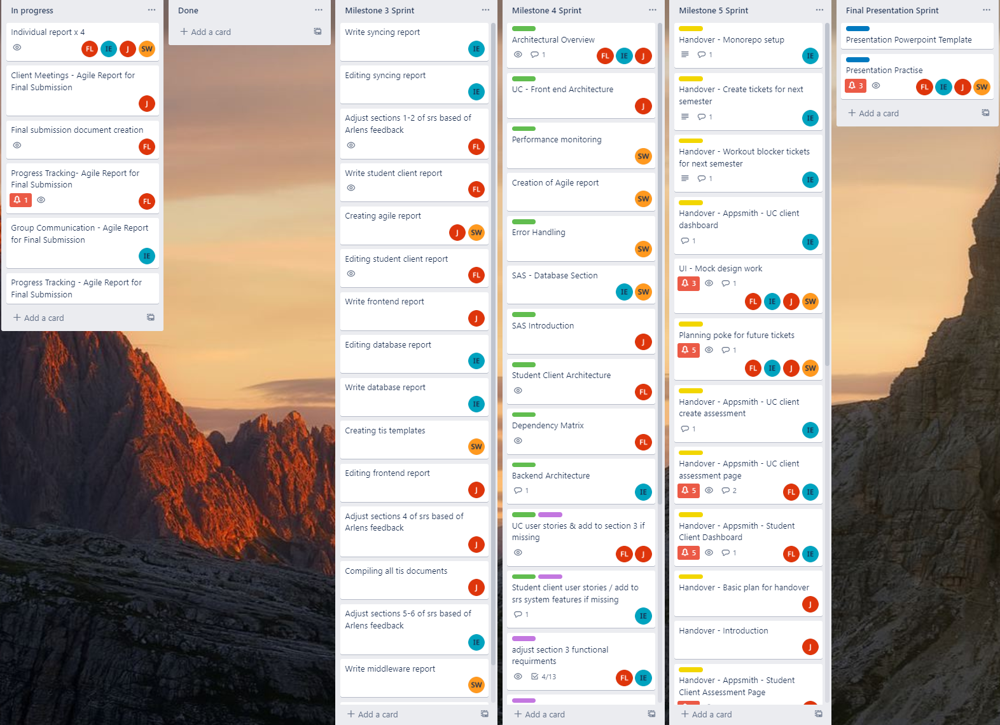 In progress
Individual report x 4
FL IE J SW
Client Meetings - Agile Report for
Final Submission
J
Final submission document creation
FL
Progress Tracking- Agile Report for
Final Submission
1
FL
Group Communication - Agile Report
for Final Submission
IE
Progress Tracking - Agile Report for
Final Submission
+ Add a card
Done
+ Add a card
Milestone 3 Sprint
Write syncing report
IE
Editing syncing report
IE
Adjust sections 1-2 of srs based of
Arlens feedback
FL
Write student client report
FL
Creating agile report
J SW
Editing student client report
FL
Write frontend report
J
Editing database report
IE
Write database report
IE
Creating tis templates
SW
Editing frontend report
J
Adjust sections 4 of srs based of
Arlens feedback
J
Compiling all tis documents
J
Adjust sections 5-6 of srs based of
Arlens feedback
IE
Write middleware report
SW
+ Add a card
Milestone 4 Sprint
Architectural Overview
1
FL IE J
UC - Front end Architecture
J
Performance monitoring
SW
Creation of Agile report
SW
Error Handling
SW
SAS - Database Section
IE SW
SAS Introduction
J
Student Client Architecture
FL
Dependency Matrix
FL
Backend Architecture
1
IE
UC user stories & add to section 3 if
missing
FL J
Student client user stories / add to
srs system features if missing
1
IE
adjust section 3 functional
requirments
4/13
FL IE
+ Add a card
Milestone 5 Sprint
Handover - Monorepo setup
1
IE
Handover - Create tickets for next
semester
1
IE
Handover - Workout blocker tickets
for next semester
1
IE
Handover - Appsmith - UC client
dashboard
1
IE
UI - Mock design work
3 1
FL IE J SW
Planning poke for future tickets
5 1
FL IE J SW
Handover - Appsmith - UC client
create assessment
1
IE
Handover - Appsmith - UC client
assessment page
5 2
FL IE
Handover - Appsmith - Student
Client Dashboard
5 1
FL IE
Handover - Basic plan for handover
J
Handover - Introduction
J
Handover - Appsmith - Student
Client Assessment Page
+ Add a card
Final Presentation Sprint
Presentation Powerpoint Template
Presentation Practise
3
FL IE J SW
+ Add a card